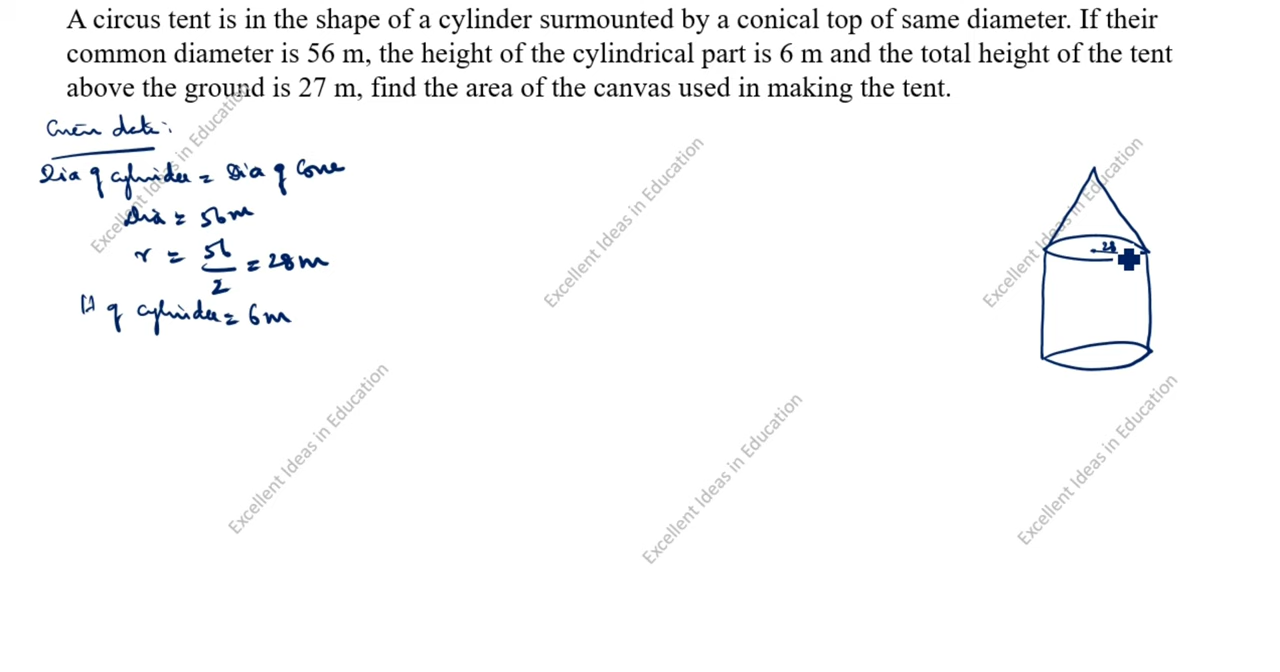 A circus tent is in the shape of a cylinder surmounted by a conical top of same diameter. If their
common diameter is 56 m, the height of the cylindrical part is 6 m and the total height of the tent
above the ground is 27 m, find the area of the canvas used in making the tent.
Given data:
Dia of cylinder = Dia of Cone
Dia = 56m
r = 56/2 = 28m
H of cylinder = 6m
28
Excellent Ideas in Education
Excellent Ideas in Education
Excellent Ideas in Education
Excellent Ideas in Education
Excellent Ideas in Education
Excellent Ideas in Education